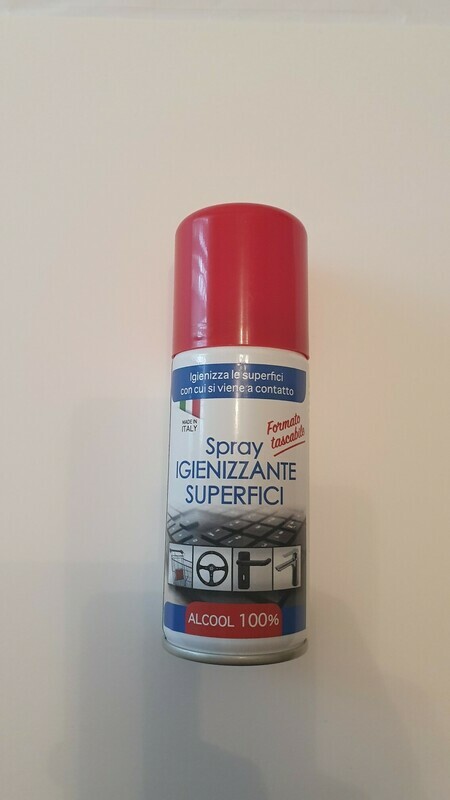 Igienizza le superfici
con cui si viene a contatto
MADE IN
ITALY
Formato
tascabile
Spray
IGIENIZZANTE
SUPERFICI
ALCOOL 100%